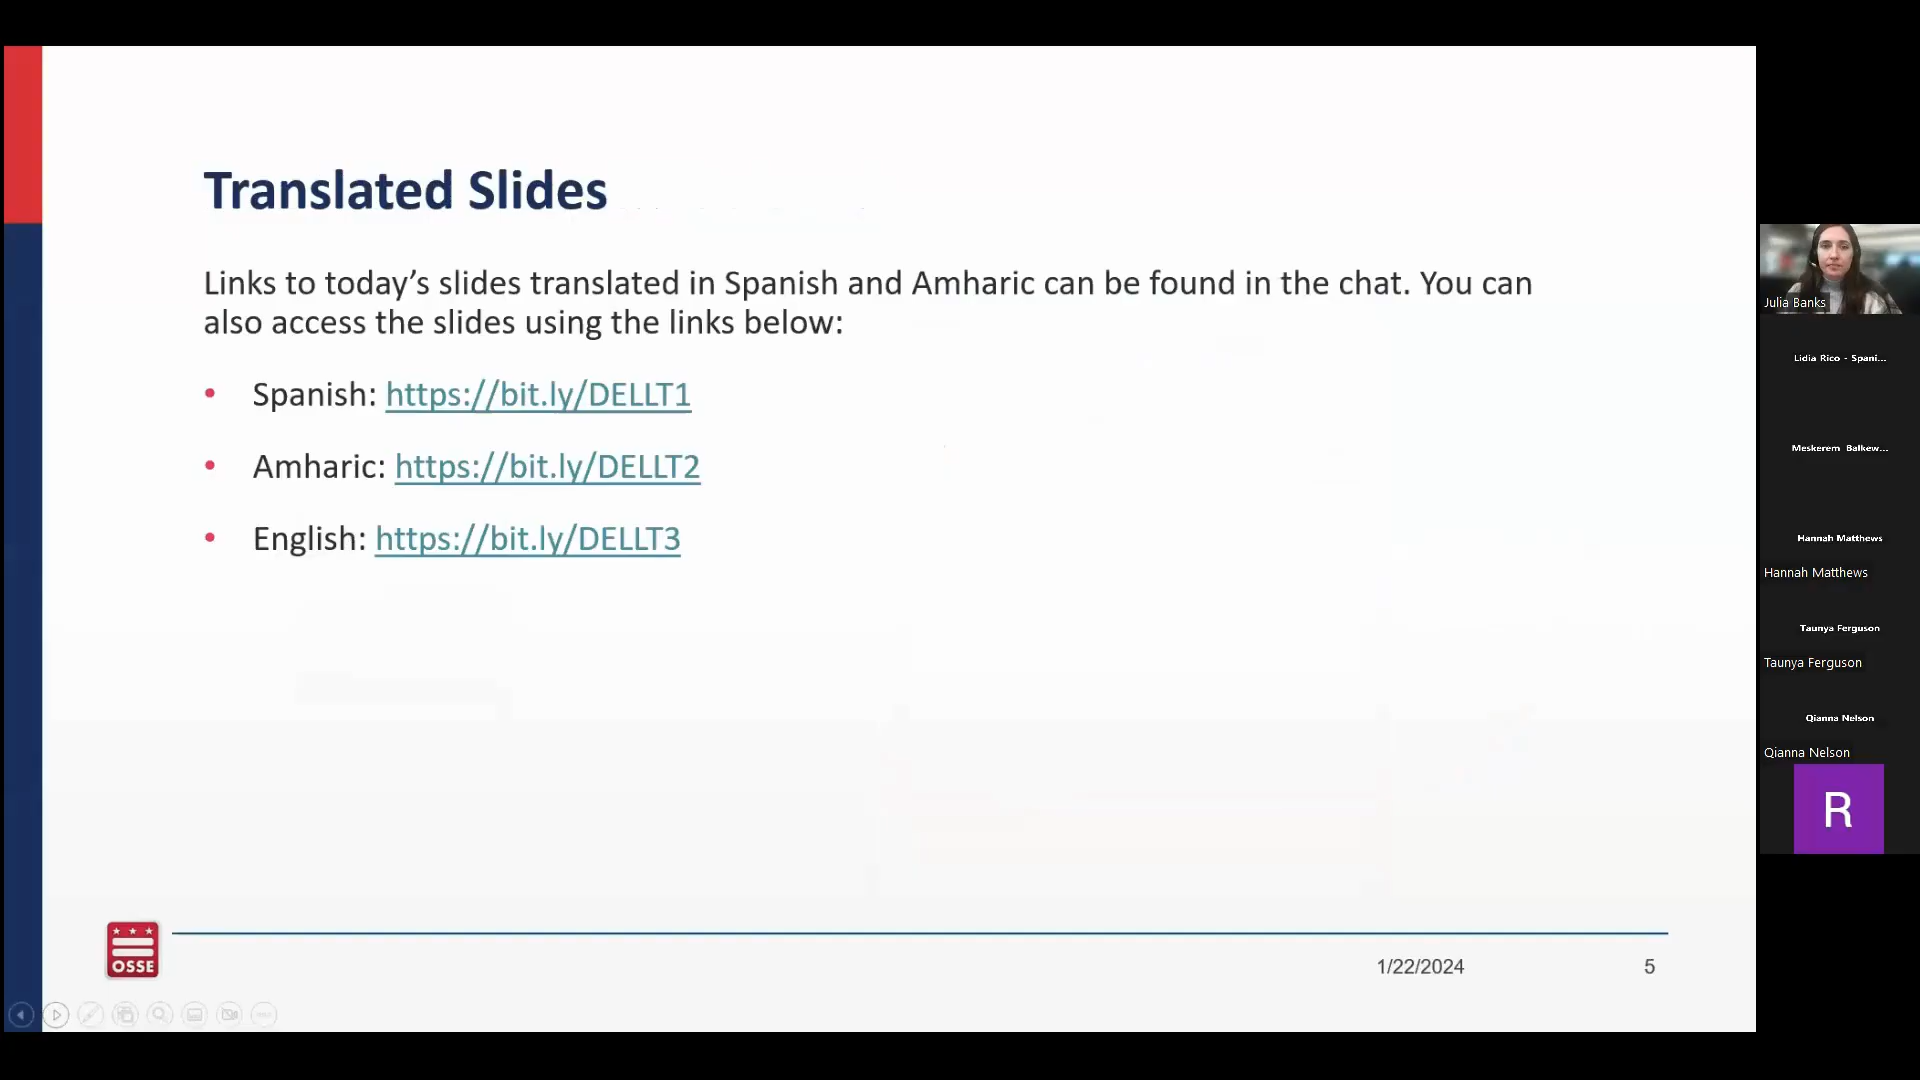 Translated Slides
Links to today's slides translated in Spanish and Amharic can be found in the chat. You can
also access the slides using the links below:
• Spanish: https://bit.ly/DELLT1
• Amharic: https://bit.ly/DELLT2
• English: https://bit.ly/DELLT3
OSSE
1/22/2024
5
Julia Banks
Lidia Rico - Spani...
Meskerem Balkew...
Hannah Matthews
Hannah Matthews
Taunya Ferguson
Taunya Ferguson
Qianna Nelson
Qianna Nelson
R